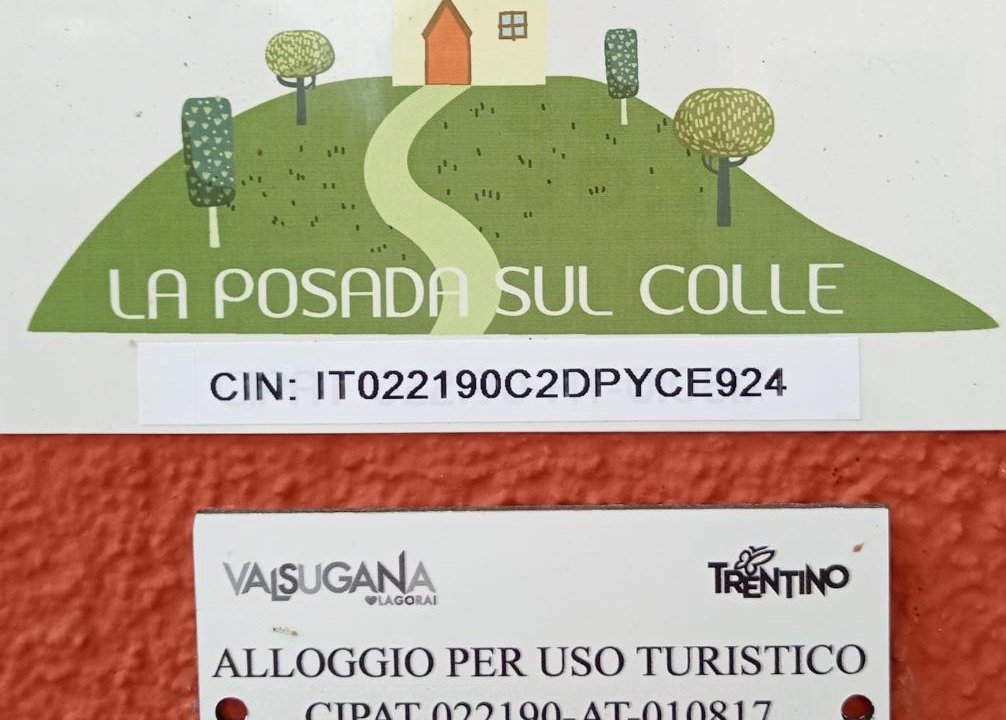 LA POSADA SUL COLLE
CIN: IT022190C2DPYCE924
VALSUGANA TRENTINO
LAGORAI
ALLOGGIO PER USO TURISTICO
CIPAT 022190-AT-010817